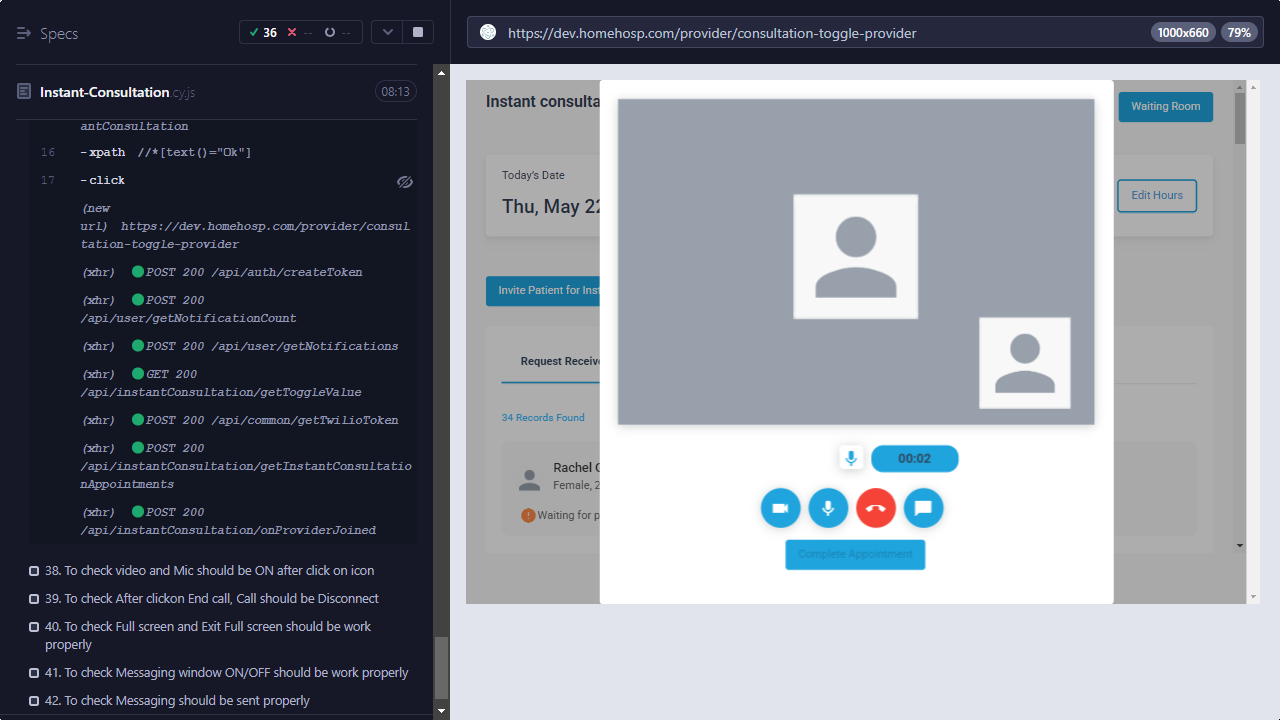 Specs
36
--
--
https://dev.homehosp.com/provider/consultation-toggle-provider
1000x660
79%
Instant-Consultation.cy.js
08:13
antConsultation
16 -xpath //*[text()="Ok"]
17 -click
(new
url) https://dev.homehosp.com/provider/consul
tation-toggle-provider
(xhr) POST 200 /api/auth/createToken
(xhr) POST 200
/api/user/getNotificationCount
(xhr) POST 200 /api/user/getNotifications
(xhr) GET 200
/api/instantConsultation/getToggleValue
(xhr) POST 200 /api/common/getTwilioToken
(xhr) POST 200
/api/instantConsultation/getInstantConsultatio
nAppointments
(xhr) POST 200
/api/instantConsultation/onProviderJoined
38. To check video and Mic should be ON after click on icon
39. To check After clickon End call, Call should be Disconnect
40. To check Full screen and Exit Full screen should be work
properly
41. To check Messaging window ON/OFF should be work properly
42. To check Messaging should be sent properly
Instant consulta
Waiting Room
Today's Date
Thu, May 22
Edit Hours
Invite Patient for Inst
Request Receive
34 Records Found
Rachel
Female, 2
Waiting for p
00:02
Complete Appointment